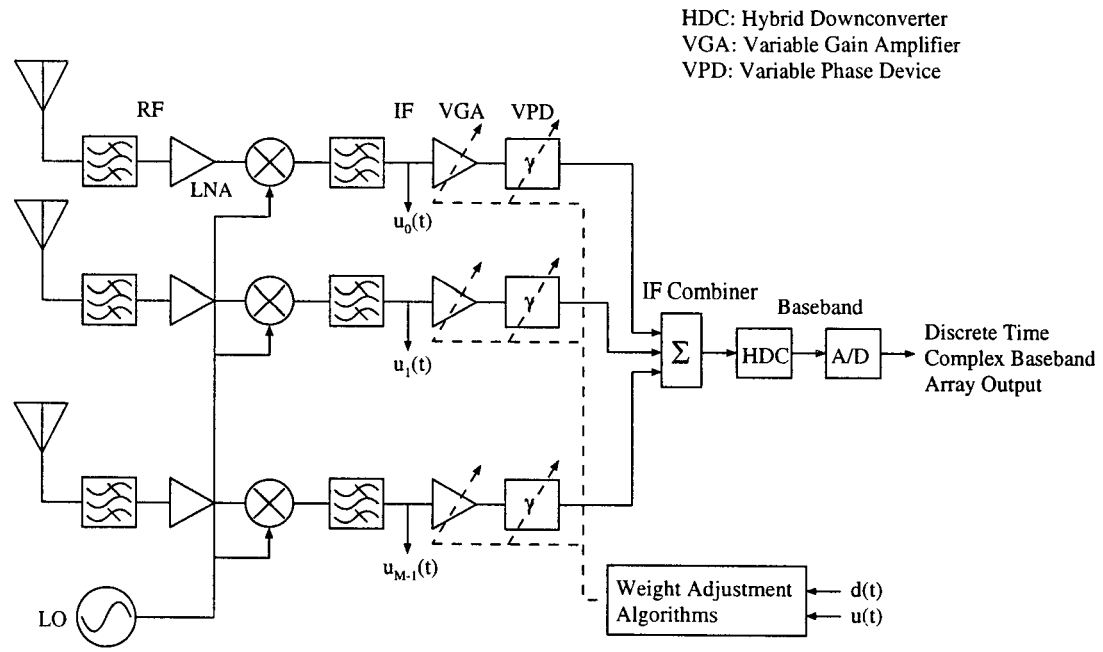 HDC: Hybrid Downconverter
VGA: Variable Gain Amplifier
VPD: Variable Phase Device
RF
IF
VGA
VPD
LNA
γ
u₀(t)
γ
u₁(t)
IF Combiner
Σ
Baseband
HDC
A/D
Discrete Time
Complex Baseband
Array Output
γ
u_M-1(t)
LO
Weight Adjustment
Algorithms
d(t)
u(t)